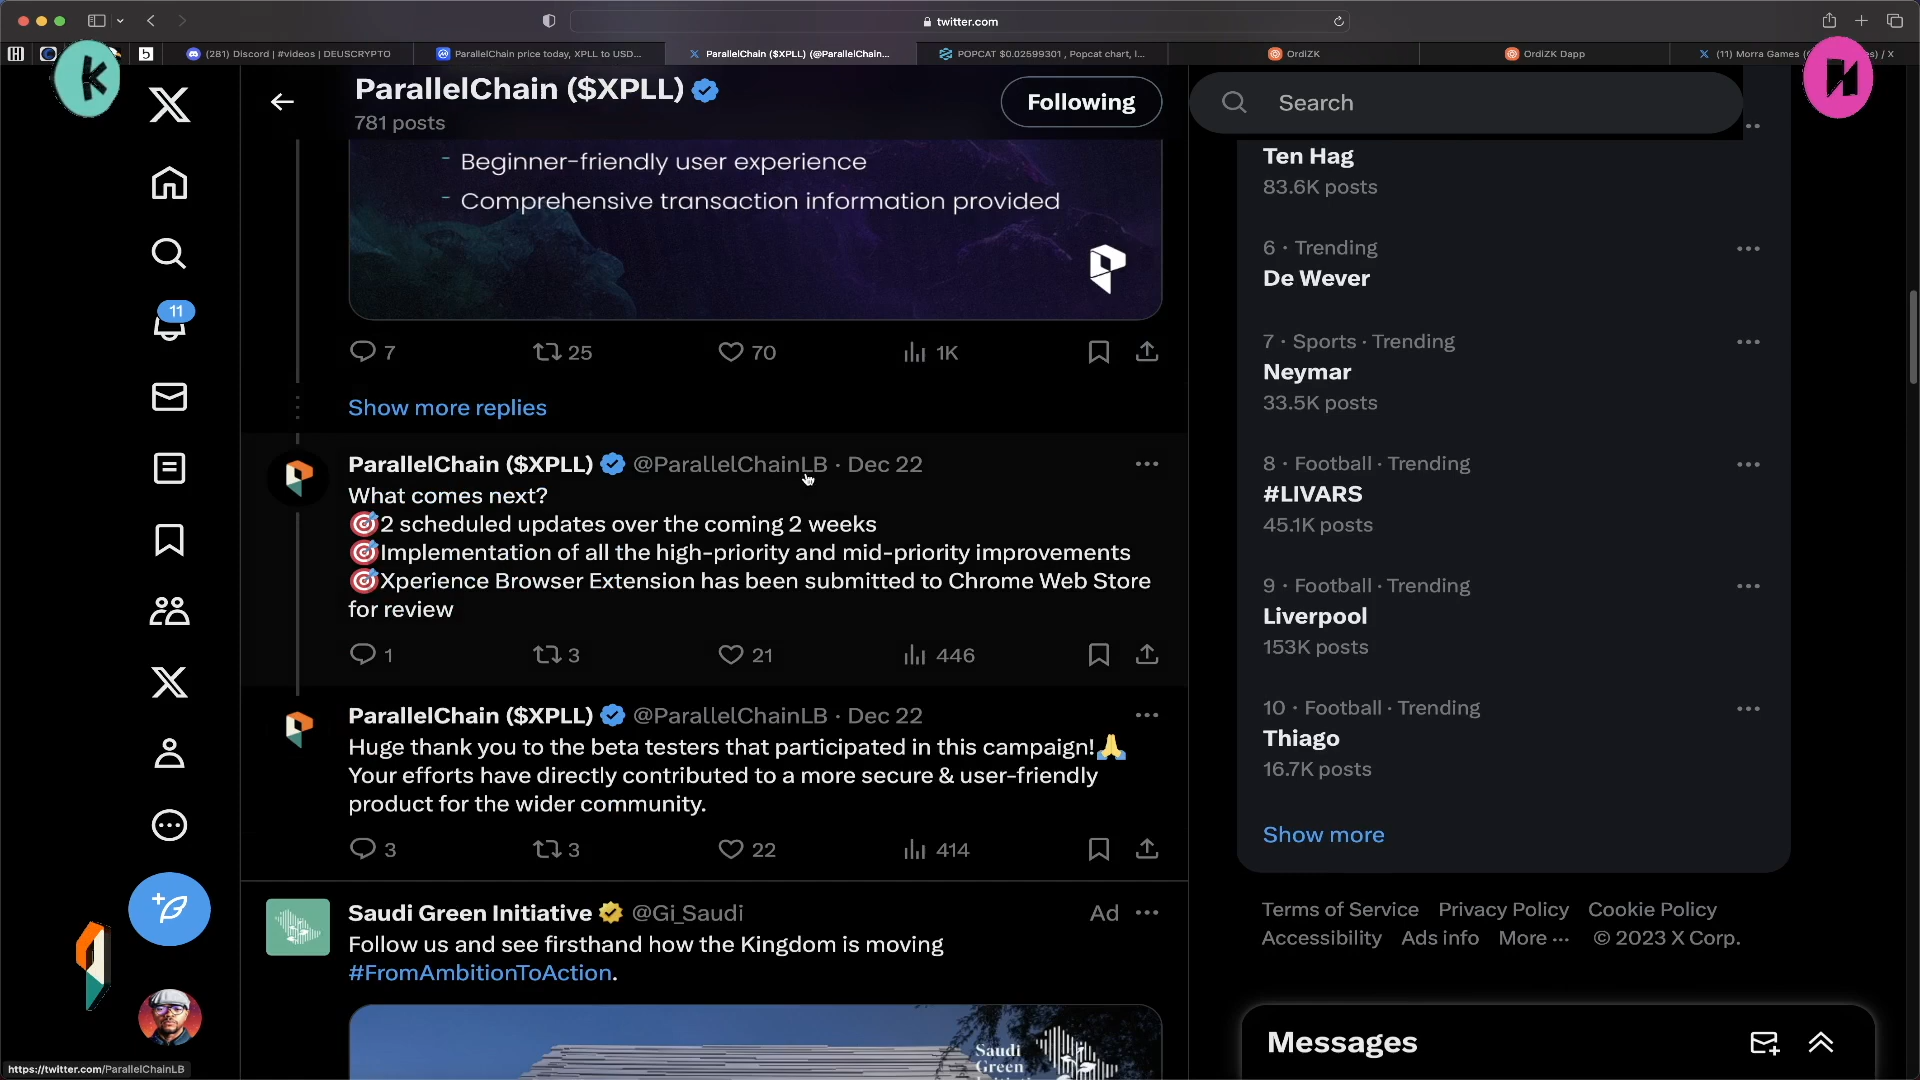 twitter.com
(281) Discord | #videos | DEUSCRYPTO
ParallelChain price today, XPLL to USD...
ParallelChain ($XPLL) (@ParallelChain...
POPCAT $0.02599301 , Popcat chart, l...
OrdiZK
OrdiZK Dapp
ParallelChain ($XPLL)
781 posts
Following
Search
Beginner-friendly user experience
Comprehensive transaction information provided
7
25
70
1K
Show more replies
ParallelChain ($XPLL) @ParallelChainLB · Dec 22
What comes next?
🎯2 scheduled updates over the coming 2 weeks
🎯Implementation of all the high-priority and mid-priority improvements
🎯Xperience Browser Extension has been submitted to Chrome Web Store
for review
1
3
21
446
ParallelChain ($XPLL) @ParallelChainLB · Dec 22
Huge thank you to the beta testers that participated in this campaign!🙏
Your efforts have directly contributed to a more secure & user-friendly
product for the wider community.
3
3
22
414
Saudi Green Initiative @Gi_Saudi
Ad
Follow us and see firsthand how the Kingdom is moving
#FromAmbitionToAction.
Saudi
Green
11
Ten Hag
83.6K posts
6 · Trending
De Wever
7 · Sports · Trending
Neymar
33.5K posts
8 · Football · Trending
#LIVARS
45.1K posts
9 · Football · Trending
Liverpool
153K posts
10 · Football · Trending
Thiago
16.7K posts
Show more
Terms of Service Privacy Policy Cookie Policy
Accessibility Ads info More ··· © 2023 X Corp.
Messages
https://twitter.com/ParallelChainLB